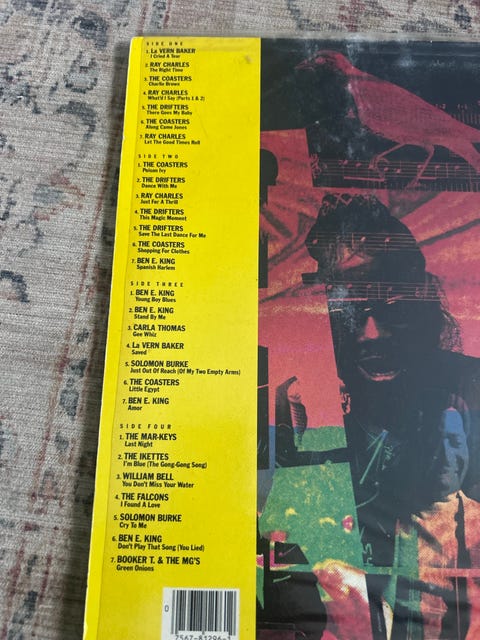 SIDE ONE
1. La VERN BAKER
I Cried A Tear
2. RAY CHARLES
The Right Time
3. THE COASTERS
Charlie Brown
4. RAY CHARLES
What'd I Say (Parts 1 & 2)
5. THE DRIFTERS
There Goes My Baby
6. THE COASTERS
Along Came Jones
7. RAY CHARLES
Let The Good Times Roll
SIDE TWO
1. THE COASTERS
Poison Ivy
2. THE DRIFTERS
Dance With Me
3. RAY CHARLES
Just For A Thrill
4. THE DRIFTERS
This Magic Moment
5. THE DRIFTERS
Save The Last Dance For Me
6. THE COASTERS
Shopping For Clothes
7. BEN E. KING
Spanish Harlem
SIDE THREE
1. BEN E. KING
Young Boy Blues
2. BEN E. KING
Stand By Me
3. CARLA THOMAS
Gee Whiz
4. La VERN BAKER
Saved
5. SOLOMON BURKE
Just Out Of Reach (Of My Two Empty Arms)
6. THE COASTERS
Little Egypt
7. BEN E. KING
Amor
SIDE FOUR
1. THE MAR-KEYS
Last Night
2. THE IKETTES
I'm Blue (The Gong-Gong Song)
3. WILLIAM BELL
You Don't Miss Your Water
4. THE FALCONS
I Found A Love
5. SOLOMON BURKE
Cry To Me
6. BEN E. KING
Don't Play That Song (You Lied)
7. BOOKER T. & THE MG'S
Green Onions
0
7567-81296-1